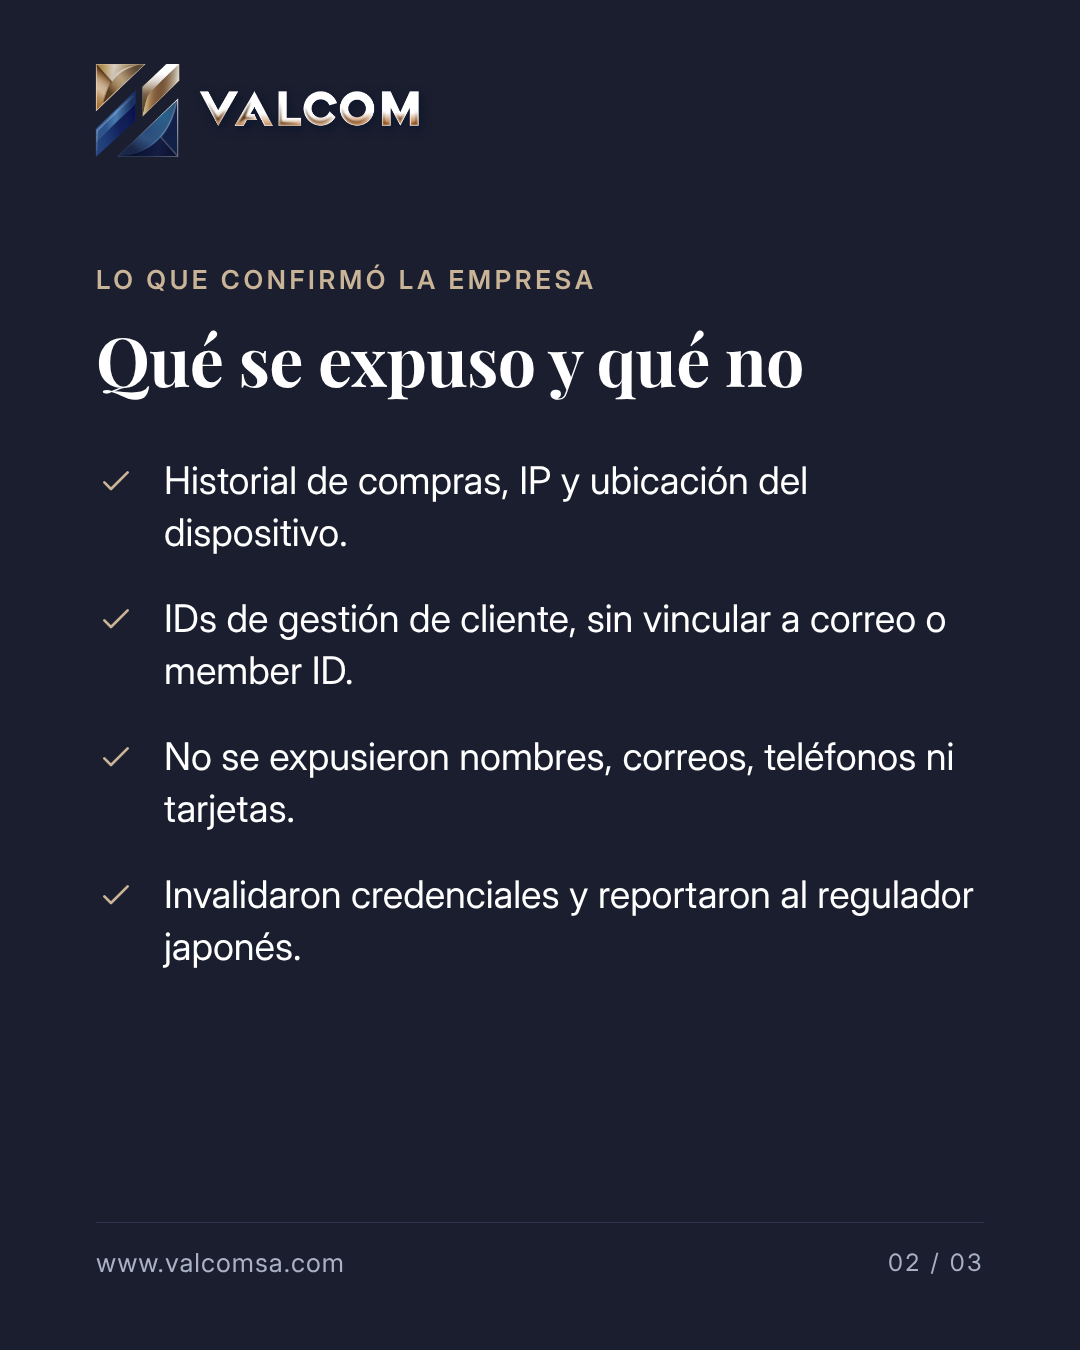 VALCOM
LO QUE CONFIRMÓ LA EMPRESA
Qué se expuso y qué no
Historial de compras, IP y ubicación del
dispositivo.
IDs de gestión de cliente, sin vincular a correo o
member ID.
No se expusieron nombres, correos, teléfonos ni
tarjetas.
Invalidaron credenciales y reportaron al regulador
japonés.
www.valcomsa.com
02 / 03